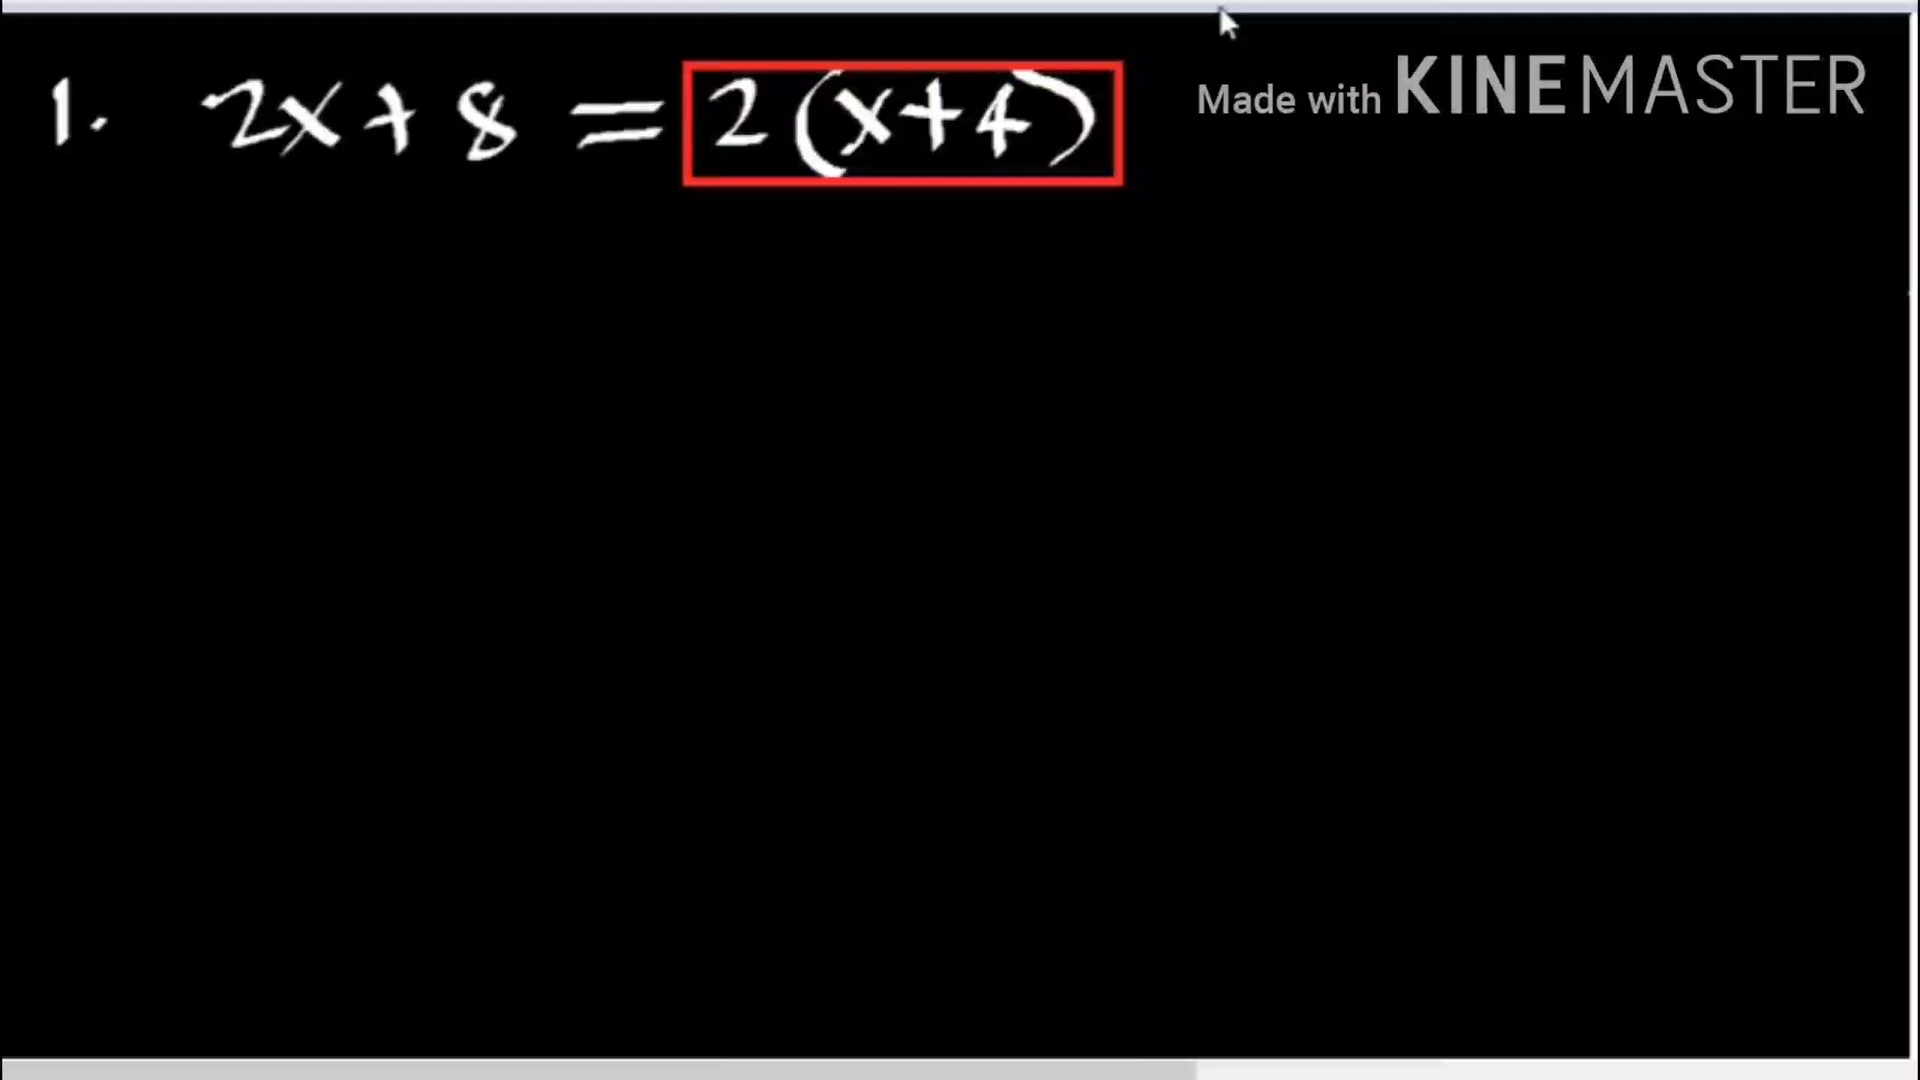 1. 2x + 8 = 2(x+4)
Made with KINEMASTER